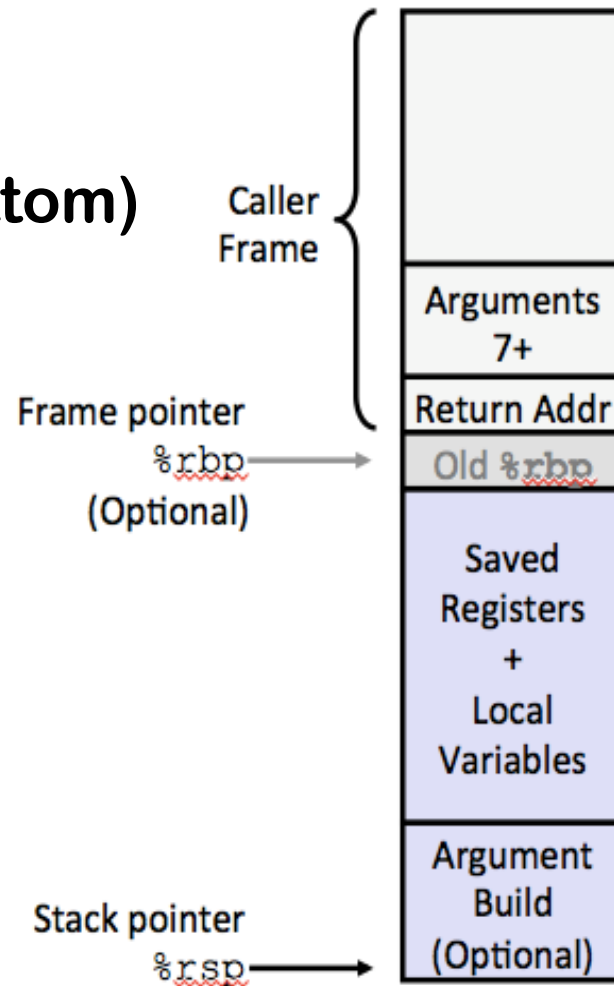 tom)
Caller
Frame
Arguments
7+
Return Addr
Frame pointer
%rbp
(Optional)
Old %rbp
Saved
Registers
+
Local
Variables
Argument
Build
(Optional)
Stack pointer
%rsp